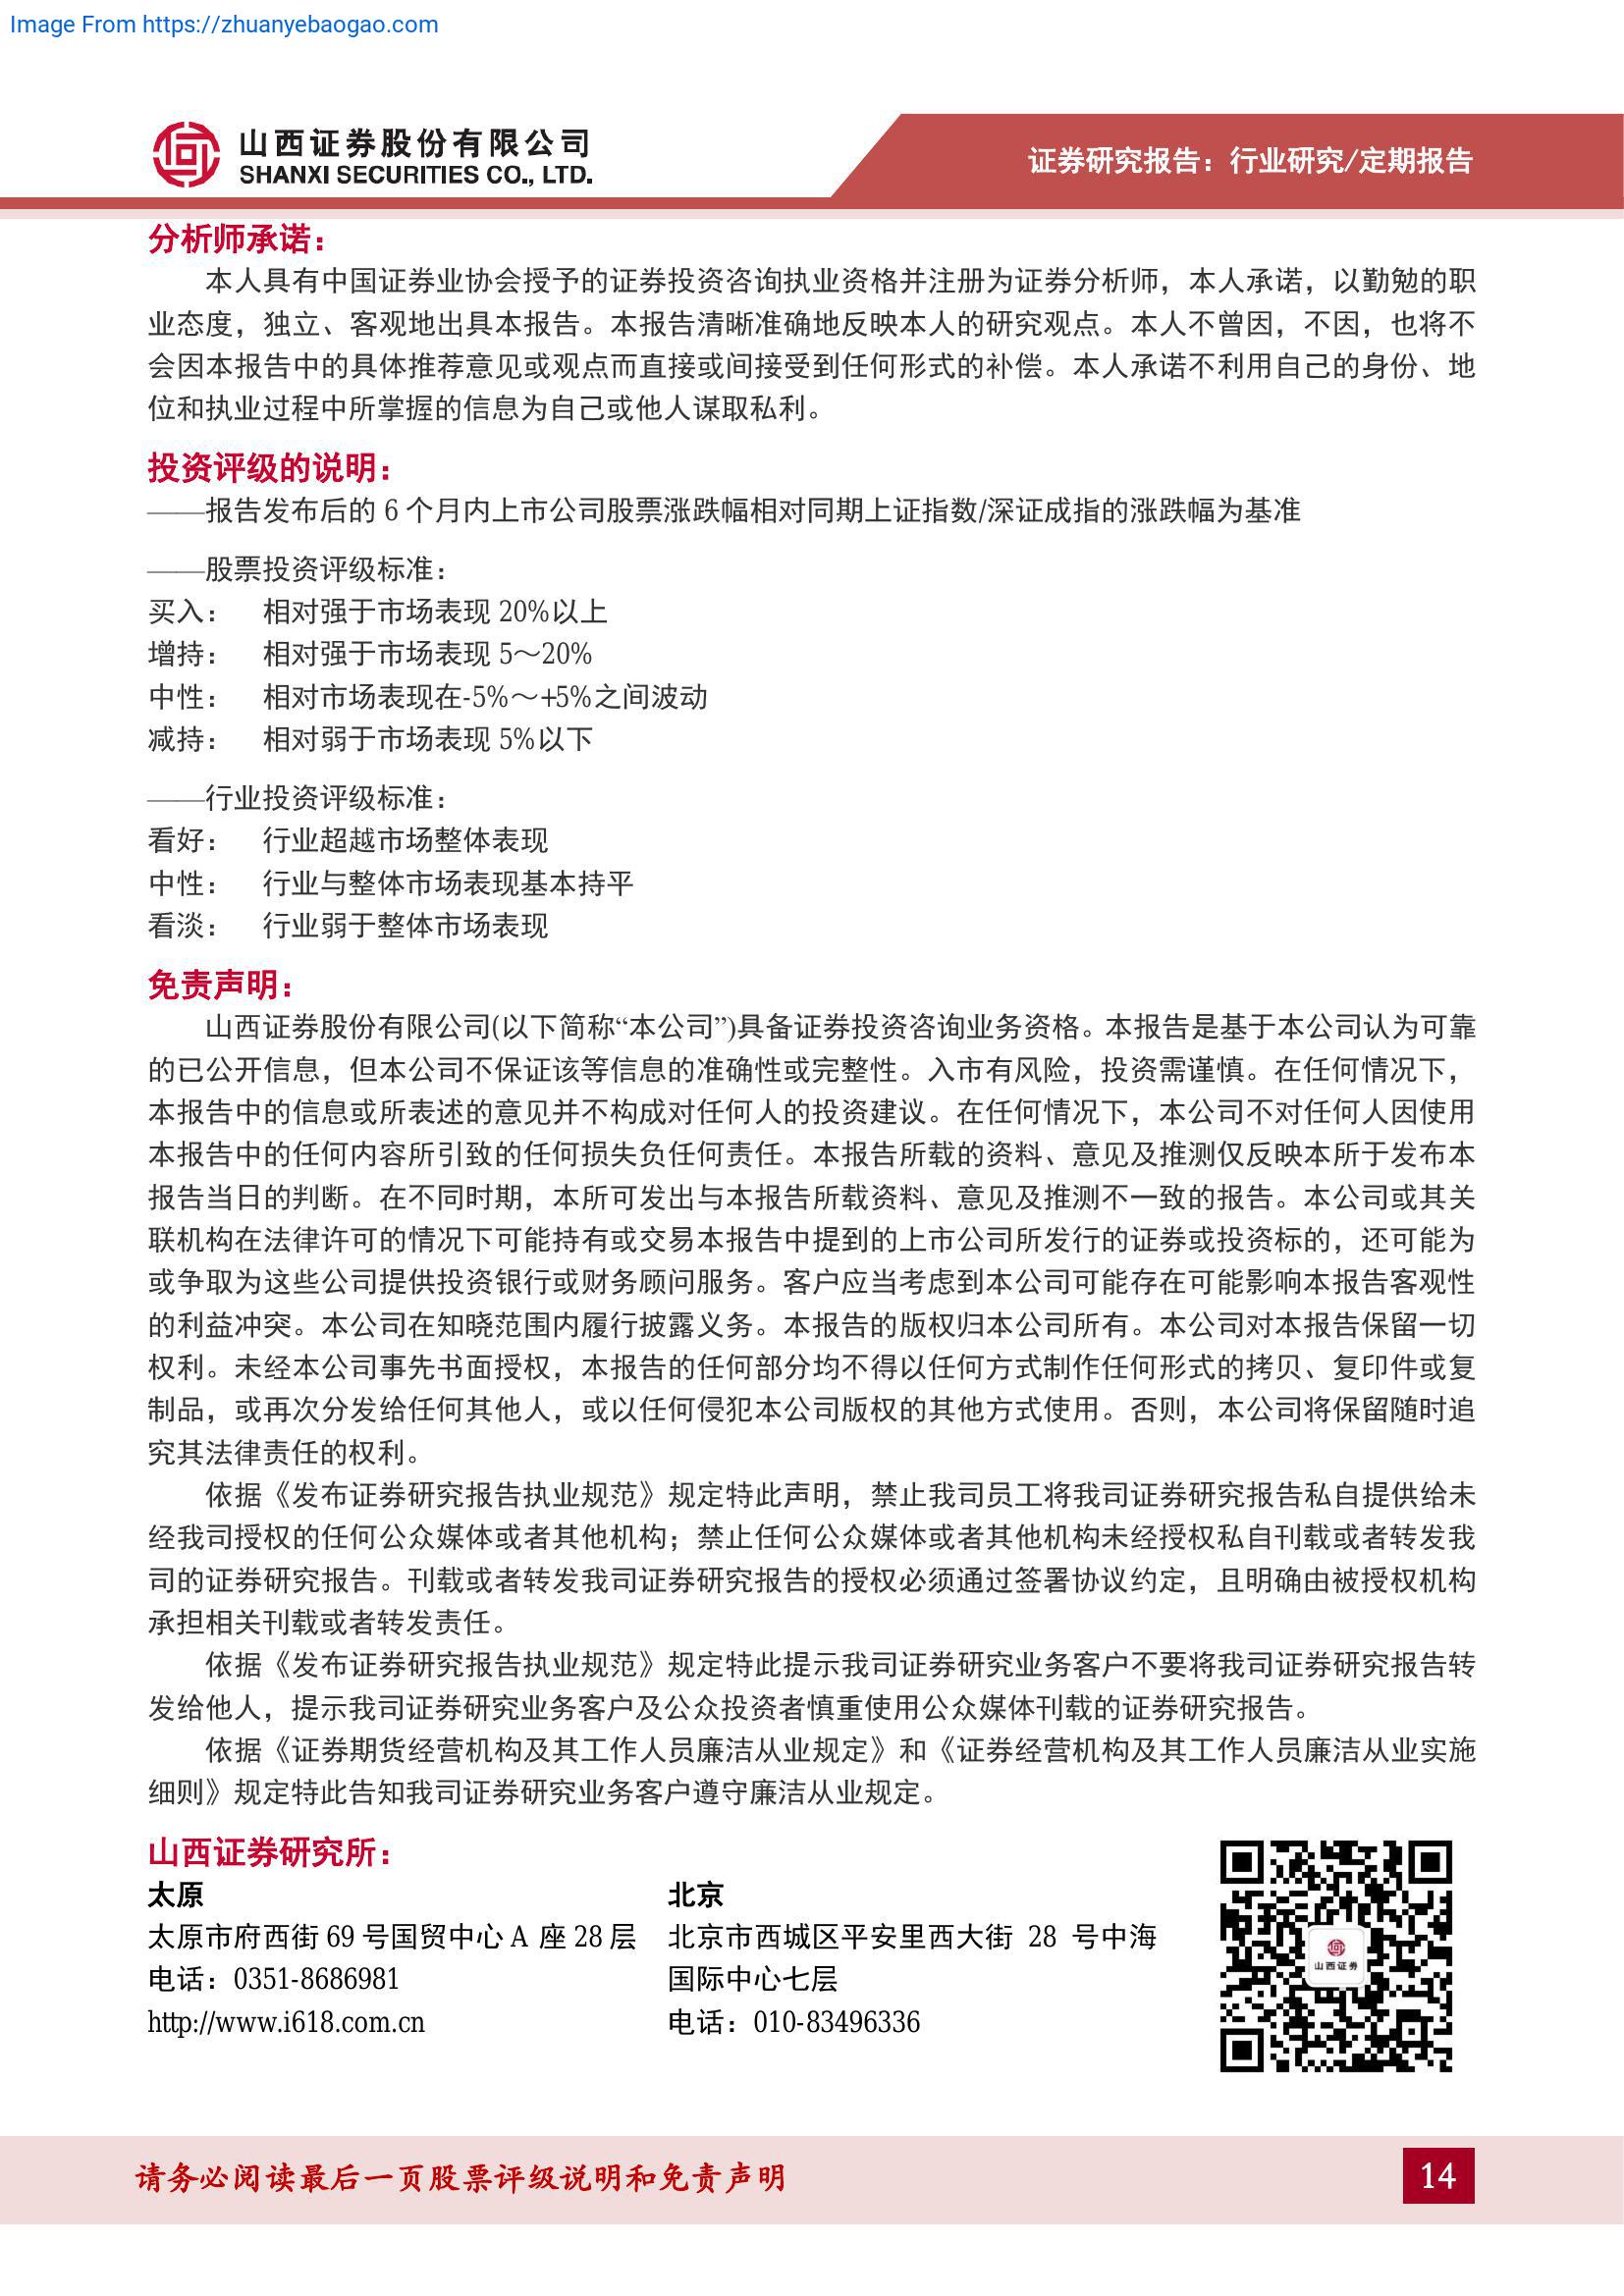 Image From https://zhuanyebaogao.com
山西证券股份有限公司
SHANXI SECURITIES CO., LTD.
证券研究报告：行业研究/定期报告
分析师承诺：
本人具有中国证券业协会授予的证券投资咨询执业资格并注册为证券分析师，本人承诺，以勤勉的职
业态度，独立、客观地出具本报告。本报告清晰准确地反映本人的研究观点。本人不曾因，不因，也将不
会因本报告中的具体推荐意见或观点而直接或间接受到任何形式的补偿。本人承诺不利用自己的身份、地
位和执业过程中所掌握的信息为自己或他人谋取私利。
投资评级的说明：
——报告发布后的 6 个月内上市公司股票涨跌幅相对同期上证指数/深证成指的涨跌幅为基准
——股票投资评级标准：
买入： 相对强于市场表现 20%以上
增持： 相对强于市场表现 5～20%
中性： 相对市场表现在-5%～+5%之间波动
减持： 相对弱于市场表现 5%以下
——行业投资评级标准：
看好： 行业超越市场整体表现
中性： 行业与整体市场表现基本持平
看淡： 行业弱于整体市场表现
免责声明：
山西证券股份有限公司(以下简称“本公司”)具备证券投资咨询业务资格。本报告是基于本公司认为可靠
的已公开信息，但本公司不保证该等信息的准确性或完整性。入市有风险，投资需谨慎。在任何情况下，
本报告中的信息或所表述的意见并不构成对任何人的投资建议。在任何情况下，本公司不对任何人因使用
本报告中的任何内容所引致的任何损失负任何责任。本报告所载的资料、意见及推测仅反映本所于发布本
报告当日的判断。在不同时期，本所可发出与本报告所载资料、意见及推测不一致的报告。本公司或其关
联机构在法律许可的情况下可能持有或交易本报告中提到的上市公司所发行的证券或投资标的，还可能为
或争取为这些公司提供投资银行或财务顾问服务。客户应当考虑到本公司可能存在可能影响本报告客观性
的利益冲突。本公司在知晓范围内履行披露义务。本报告的版权归本公司所有。本公司对本报告保留一切
权利。未经本公司事先书面授权，本报告的任何部分均不得以任何方式制作任何形式的拷贝、复印件或复
制品，或再次分发给任何其他人，或以任何侵犯本公司版权的其他方式使用。否则，本公司将保留随时追
究其法律责任的权利。
依据《发布证券研究报告执业规范》规定特此声明，禁止我司员工将我司证券研究报告私自提供给未
经我司授权的任何公众媒体或者其他机构；禁止任何公众媒体或者其他机构未经授权私自刊载或者转发我
司的证券研究报告。刊载或者转发我司证券研究报告的授权必须通过签署协议约定，且明确由被授权机构
承担相关刊载或者转发责任。
依据《发布证券研究报告执业规范》规定特此提示我司证券研究业务客户不要将我司证券研究报告转
发给他人，提示我司证券研究业务客户及公众投资者慎重使用公众媒体刊载的证券研究报告。
依据《证券期货经营机构及其工作人员廉洁从业规定》和《证券经营机构及其工作人员廉洁从业实施
细则》规定特此告知我司证券研究业务客户遵守廉洁从业规定。
山西证券研究所：
太原
太原市府西街 69 号国贸中心 A 座 28 层
电话：0351-8686981
http://www.i618.com.cn
北京
北京市西城区平安里西大街 28 号中海
国际中心七层
电话：010-83496336
山西证券
请务必阅读最后一页股票评级说明和免责声明
14